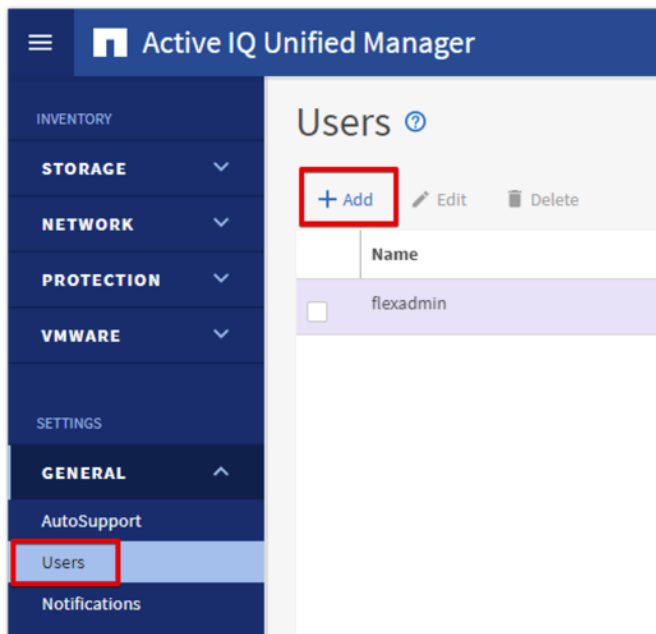 Active IQ Unified Manager
INVENTORY
STORAGE
NETWORK
PROTECTION
VMWARE
SETTINGS
GENERAL
AutoSupport
Users
Notifications
Users
Add
Edit
Delete
Name
flexadmin